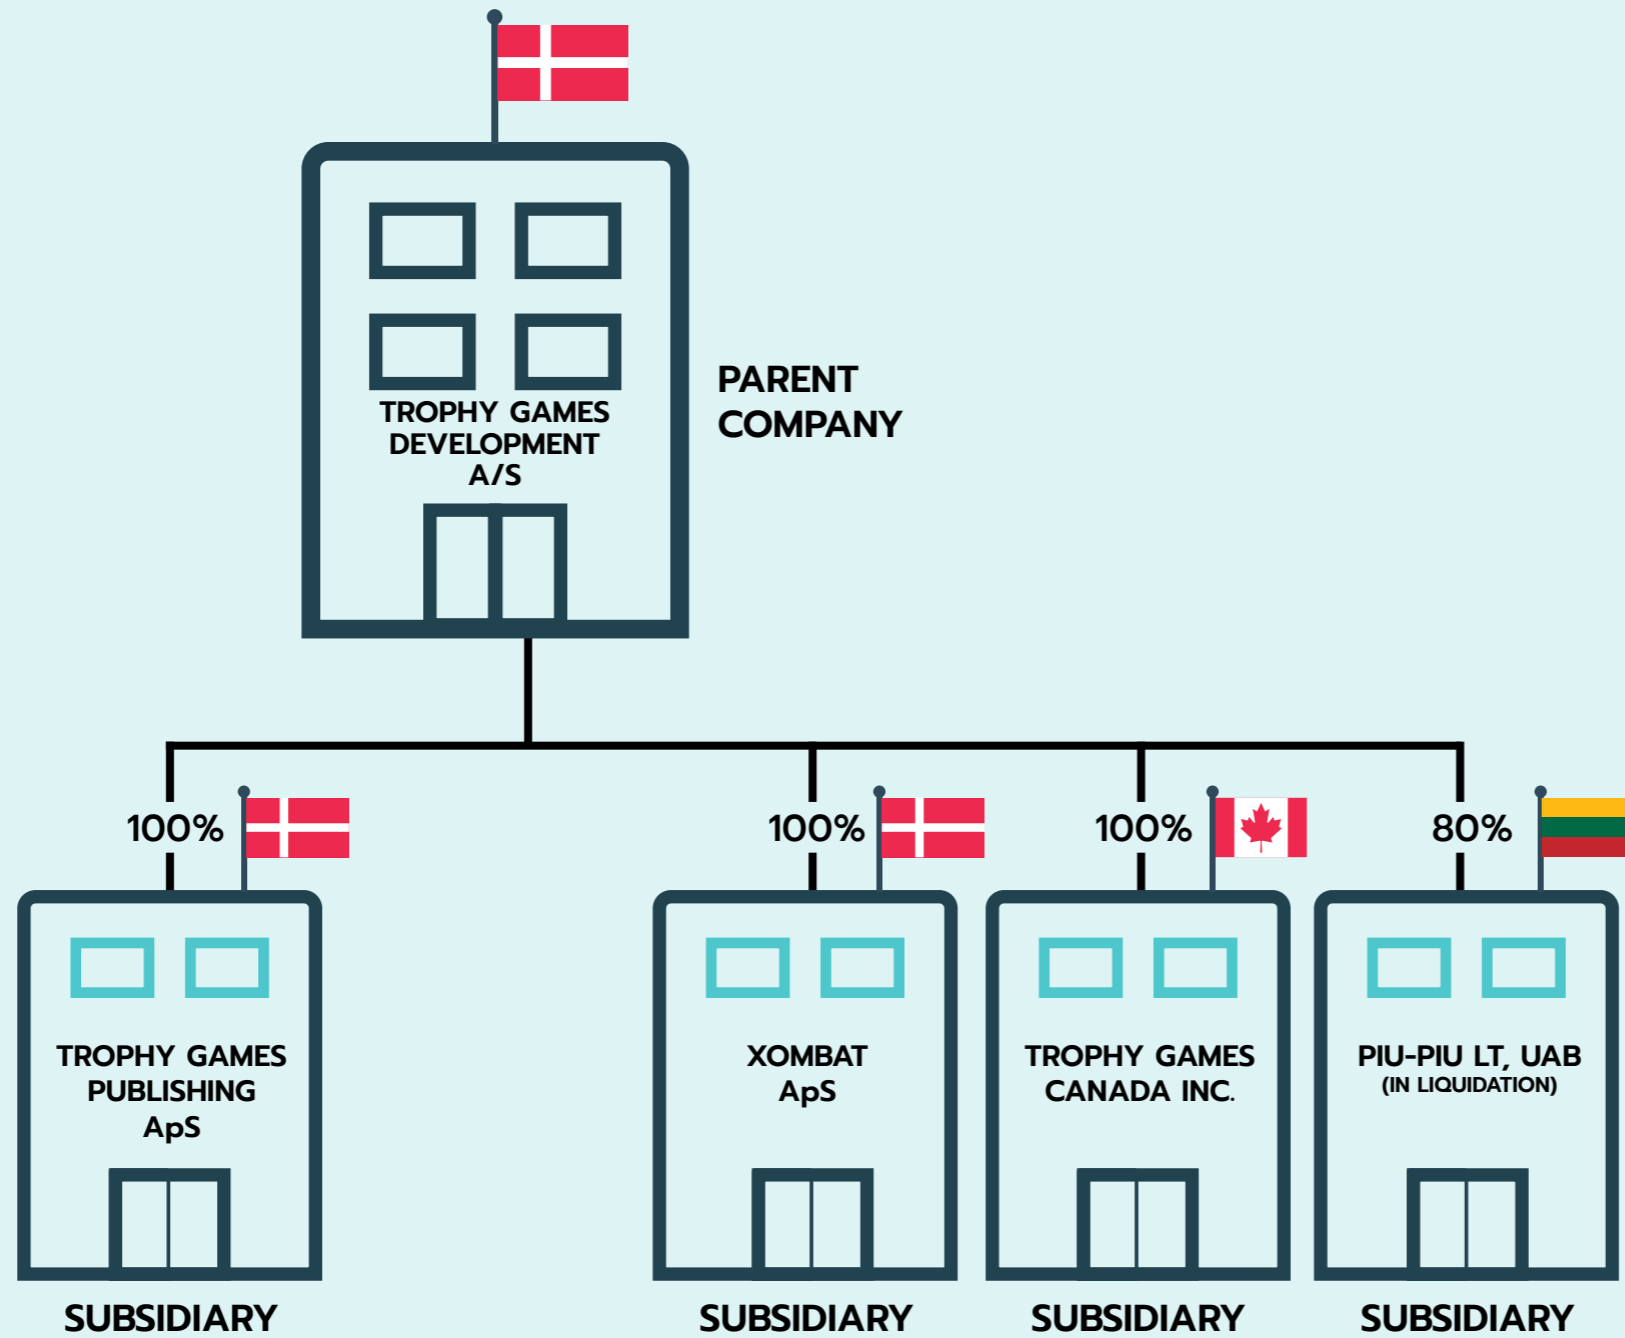 TROPHY GAMES
DEVELOPMENT
A/S
PARENT
COMPANY
100%
100%
100%
80%
TROPHY GAMES
PUBLISHING
ApS
XOMBAT
ApS
TROPHY GAMES
CANADA INC.
PIU-PIU LT, UAB
(IN LIQUIDATION)
SUBSIDIARY
SUBSIDIARY
SUBSIDIARY
SUBSIDIARY